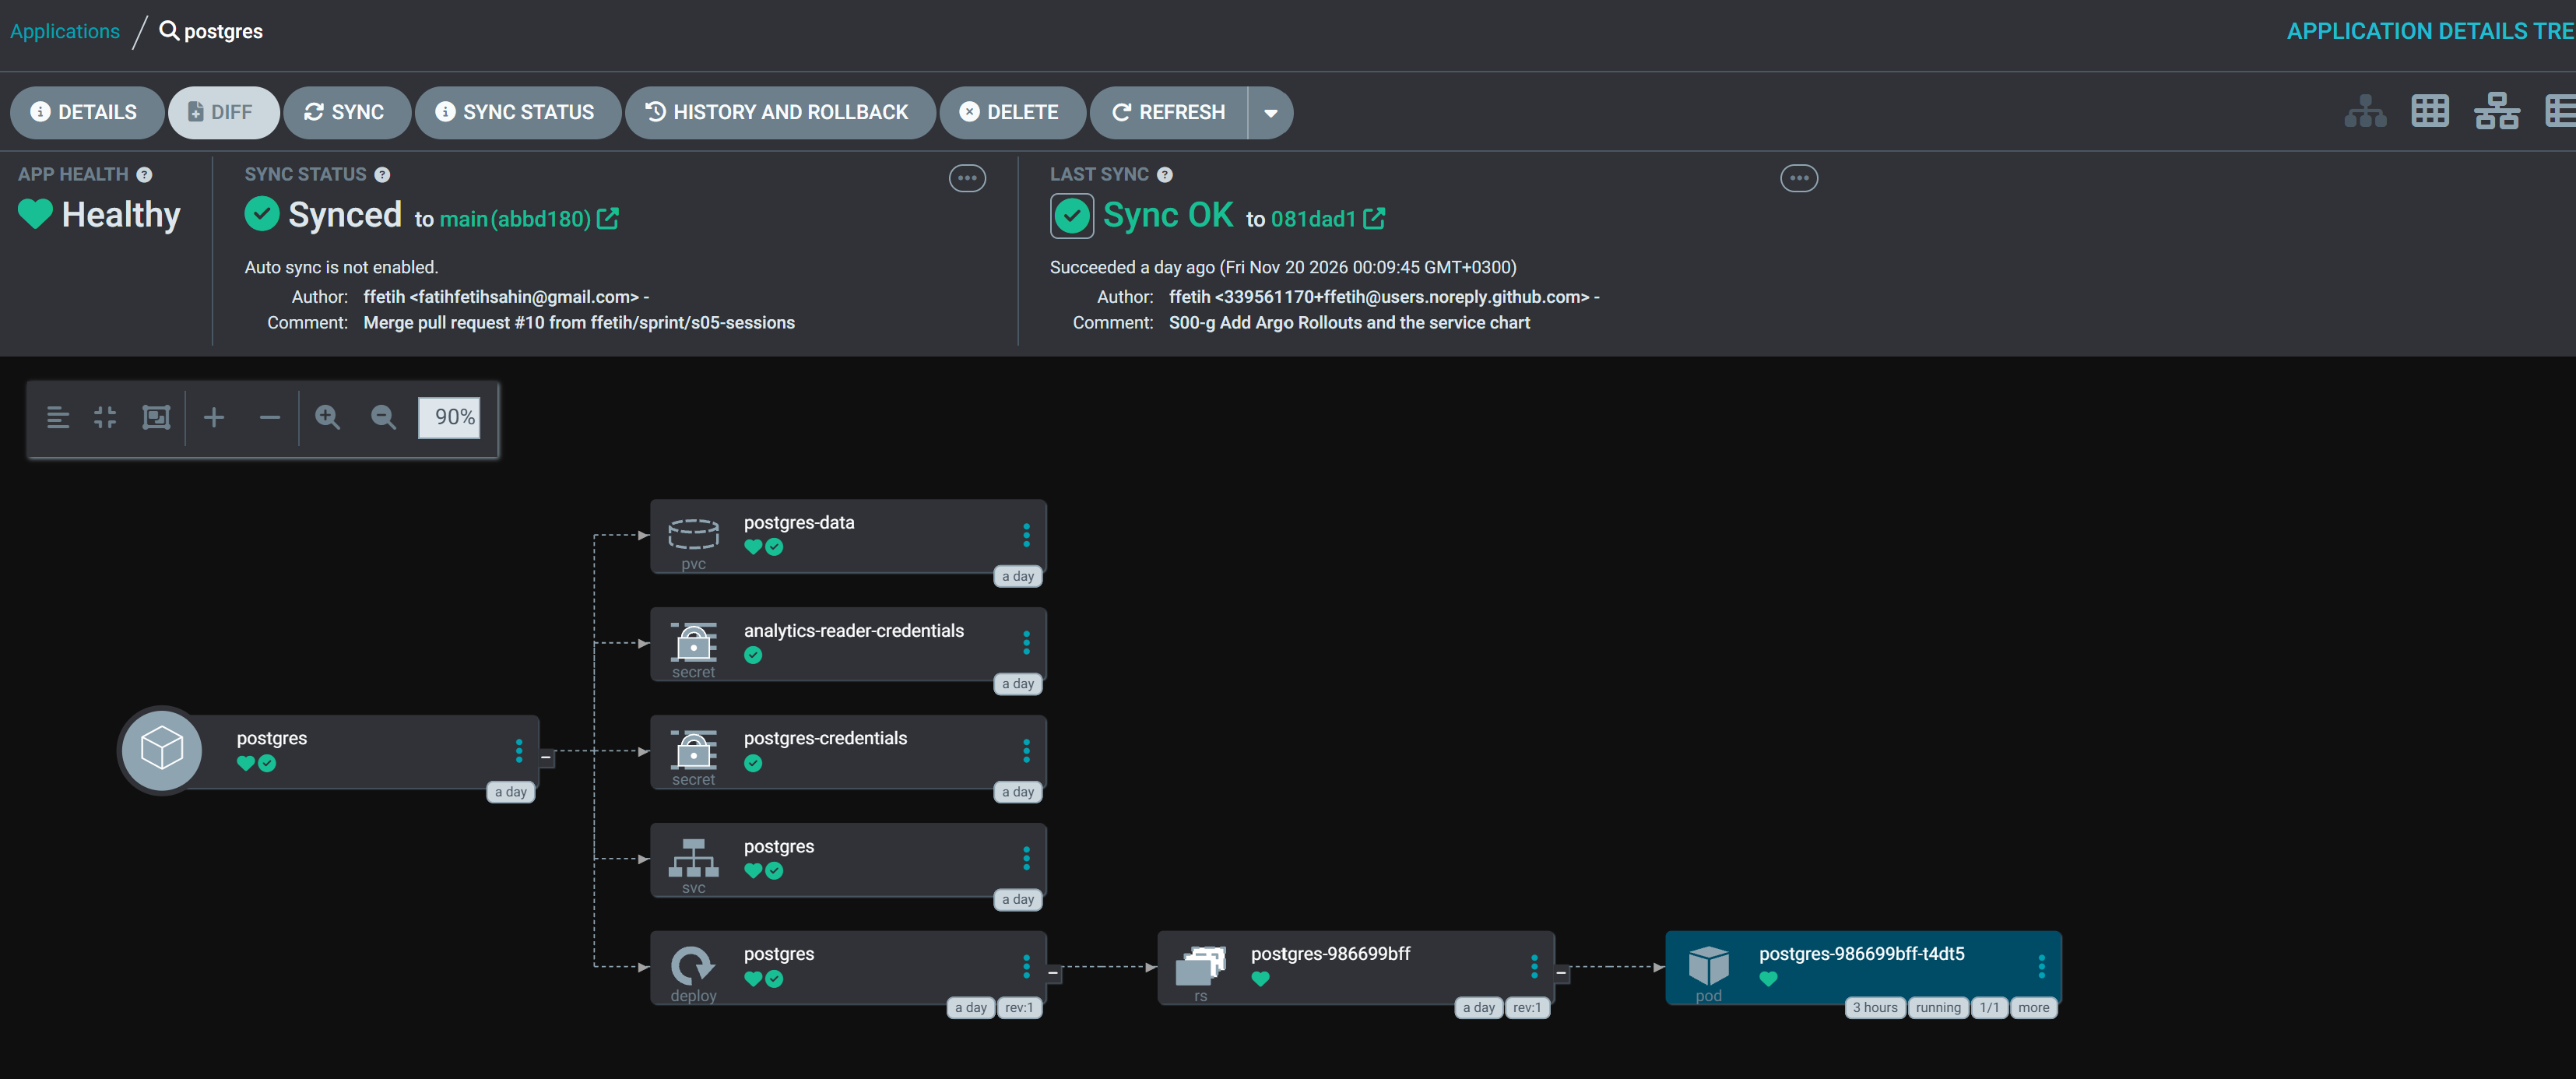 Applications / postgres
APPLICATION DETAILS TRE
DETAILS DIFF SYNC SYNC STATUS HISTORY AND ROLLBACK DELETE REFRESH
APP HEALTH
Healthy
SYNC STATUS
Synced to main (abbd180)
Auto sync is not enabled.
Author: ffetih <fatihfetihsahin@gmail.com> -
Comment: Merge pull request #10 from ffetih/sprint/s05-sessions
LAST SYNC
Sync OK to 081dad1
Succeeded a day ago (Fri Nov 20 2026 00:09:45 GMT+0300)
Author: ffetih <339561170+ffetih@users.noreply.github.com> -
Comment: S00-g Add Argo Rollouts and the service chart
90%
postgres
a day
postgres-data
pvc
a day
analytics-reader-credentials
secret
a day
postgres-credentials
secret
a day
postgres
svc
a day
postgres
deploy
a day rev:1
postgres-986699bff
rs
a day rev:1
postgres-986699bff-t4dt5
pod
3 hours running 1/1 more